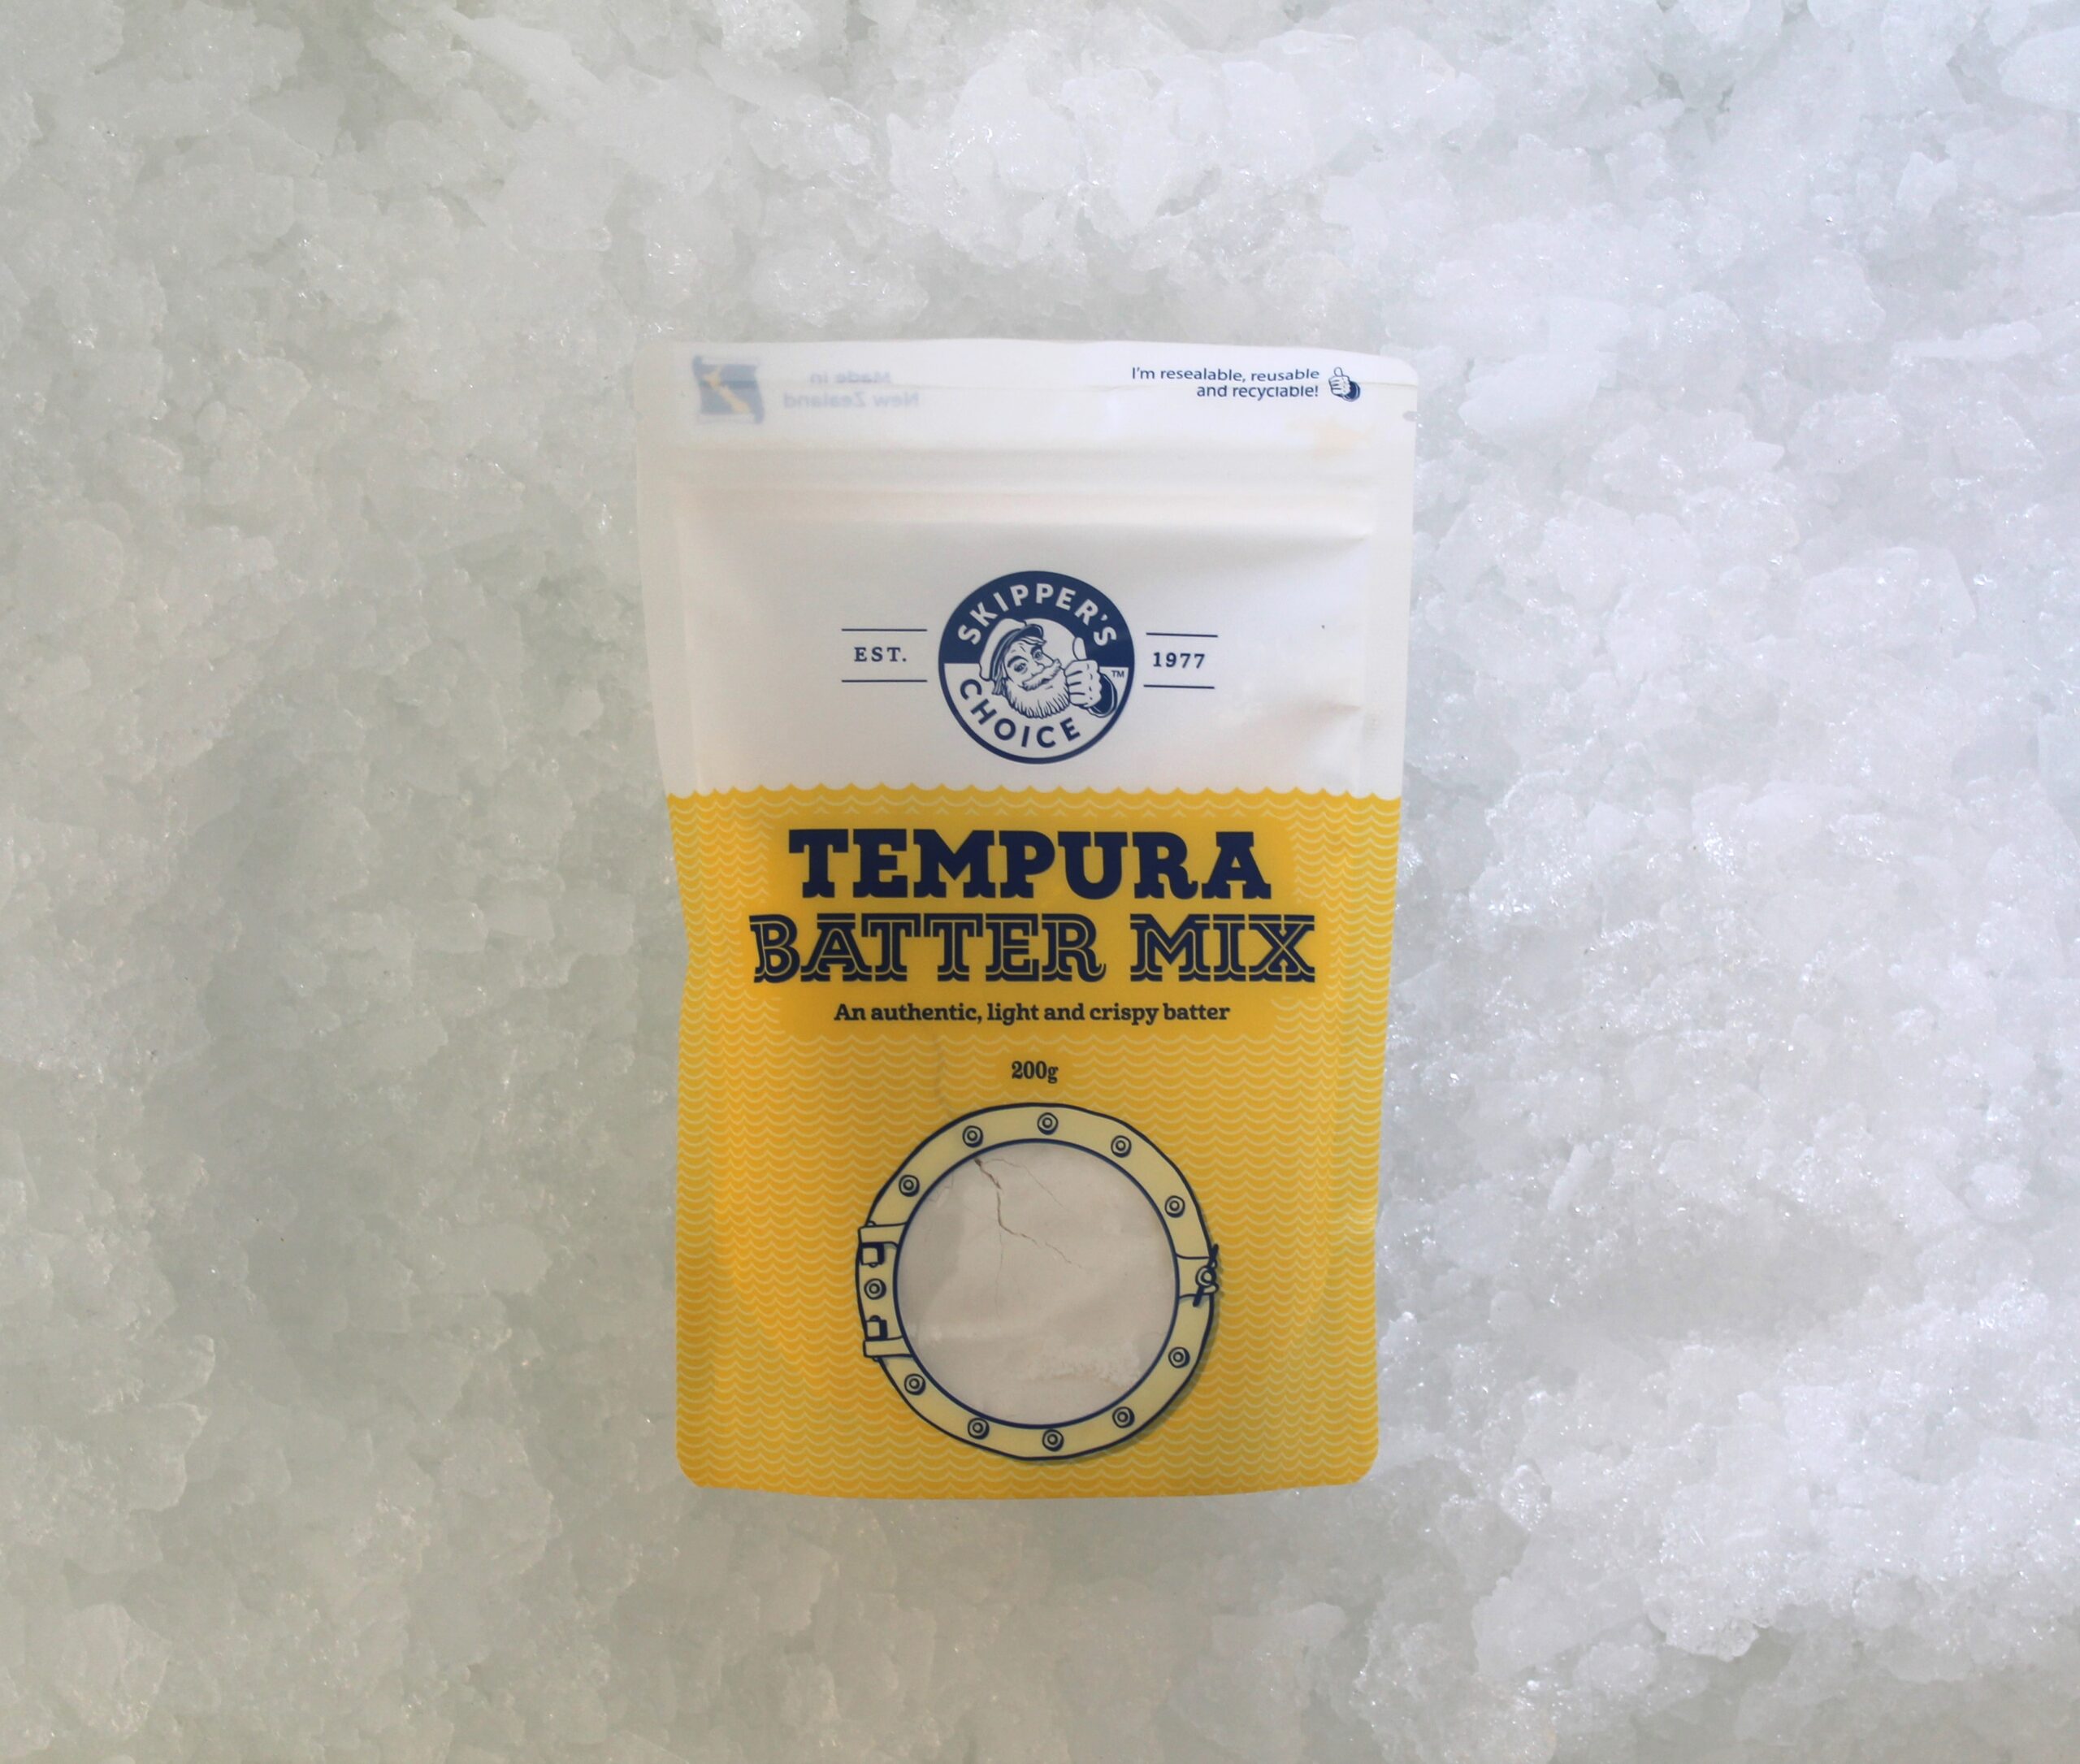 Made in
New Zealand
I'm resealable, reusable
and recyclable!
SKIPPER'S
CHOICE
TM
EST.
1977
TEMPURA
BATTER MIX
An authentic, light and crispy batter
200g